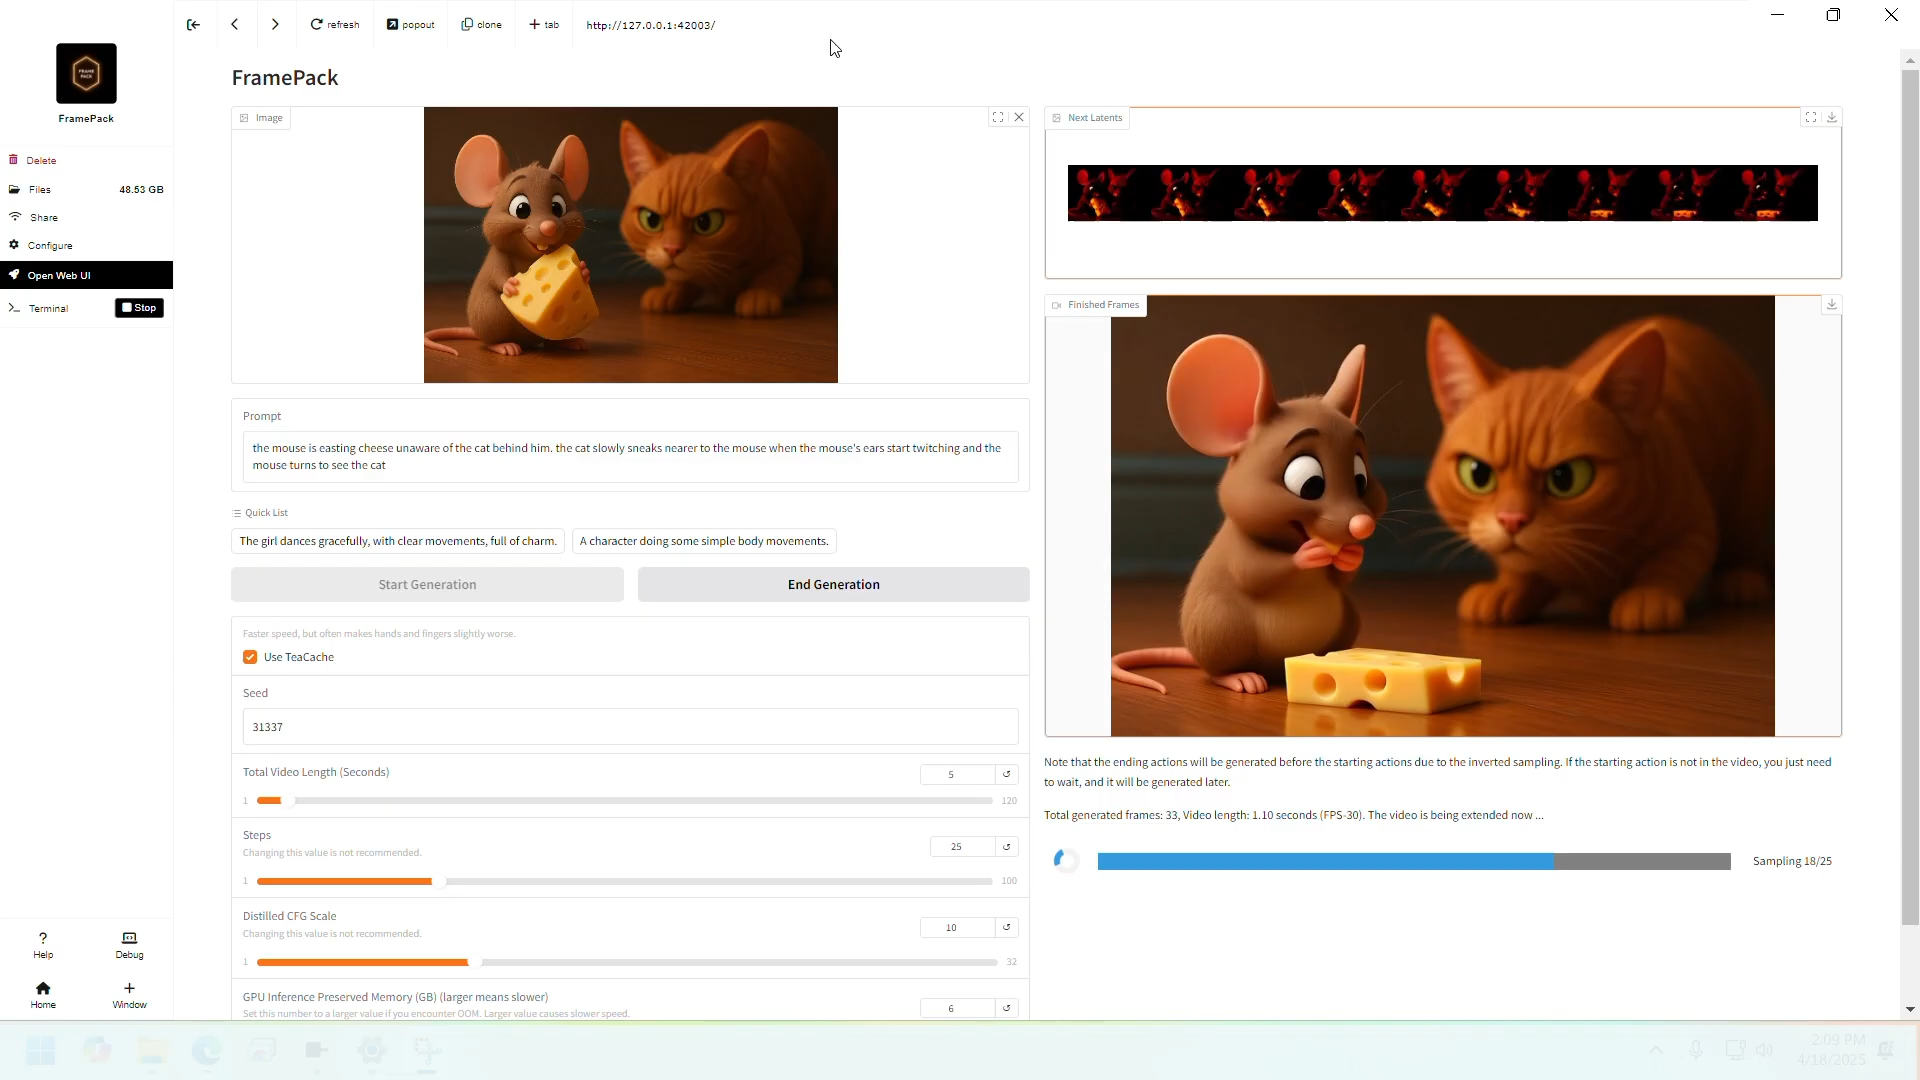 refresh
popout
clone
tab
http://127.0.0.1:42003/
FRAME
PACK
FramePack
Delete
Files 48.53 GB
Share
Configure
Open Web UI
Terminal
Stop
Help
Debug
Home
Window
FramePack
Image
Prompt
the mouse is easting cheese unaware of the cat behind him. the cat slowly sneaks nearer to the mouse when the mouse's ears start twitching and the
mouse turns to see the cat
Quick List
The girl dances gracefully, with clear movements, full of charm.
A character doing some simple body movements.
Start Generation
End Generation
Faster speed, but often makes hands and fingers slightly worse.
Use TeaCache
Seed
31337
Total Video Length (Seconds)
5
1
120
Steps
Changing this value is not recommended.
25
1
100
Distilled CFG Scale
Changing this value is not recommended.
10
1
32
GPU Inference Preserved Memory (GB) (larger means slower)
Set this number to a larger value if you encounter OOM. Larger value causes slower speed.
6
Next Latents
Finished Frames
Note that the ending actions will be generated before the starting actions due to the inverted sampling. If the starting action is not in the video, you just need
to wait, and it will be generated later.
Total generated frames: 33, Video length: 1.10 seconds (FPS-30). The video is being extended now ...
Sampling 18/25
2:09 PM
4/18/2025